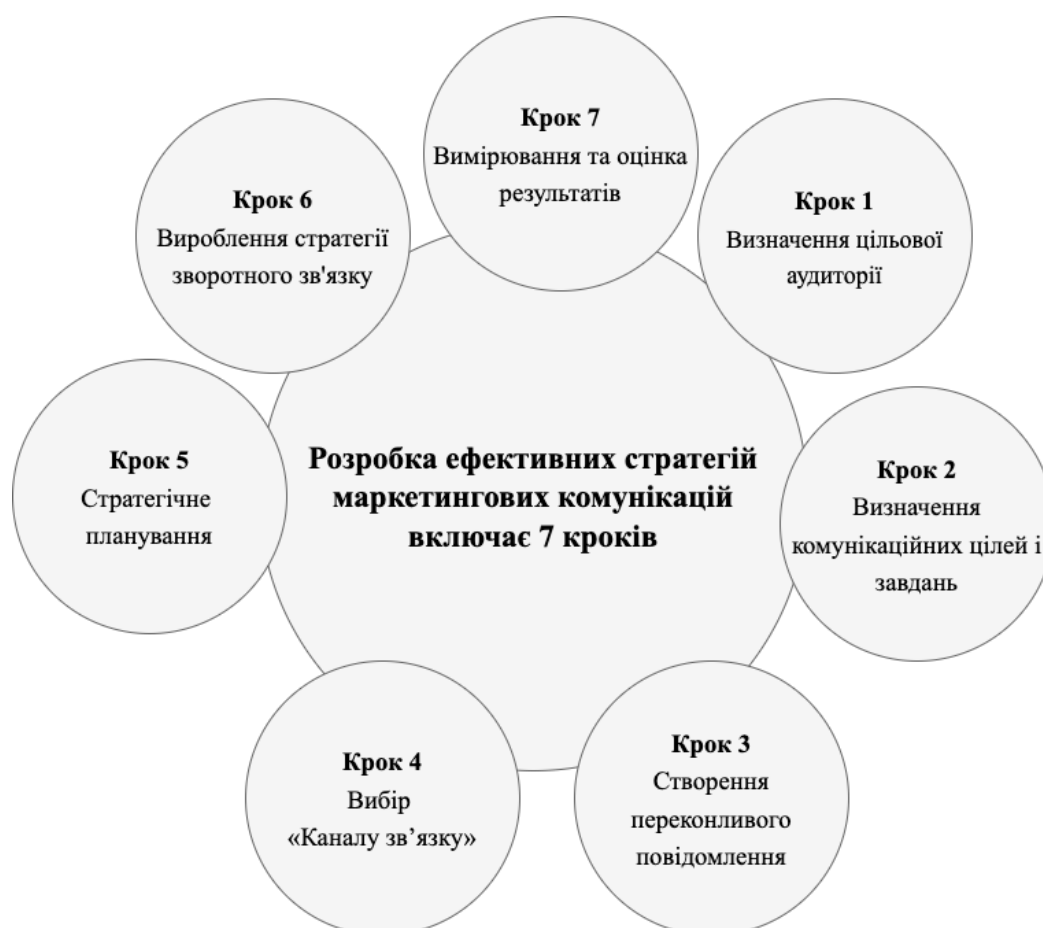 Розробка ефективних стратегій
маркетингових комунікацій
включає 7 кроків
Крок 1
Визначення цільової
аудиторії
Крок 2
Визначення
комунікаційних цілей і
завдань
Крок 3
Створення
переконливого
повідомлення
Крок 4
Вибір
«Каналу зв’язку»
Крок 5
Стратегічне
планування
Крок 6
Вироблення стратегії
зворотного зв'язку
Крок 7
Вимірювання та оцінка
результатів